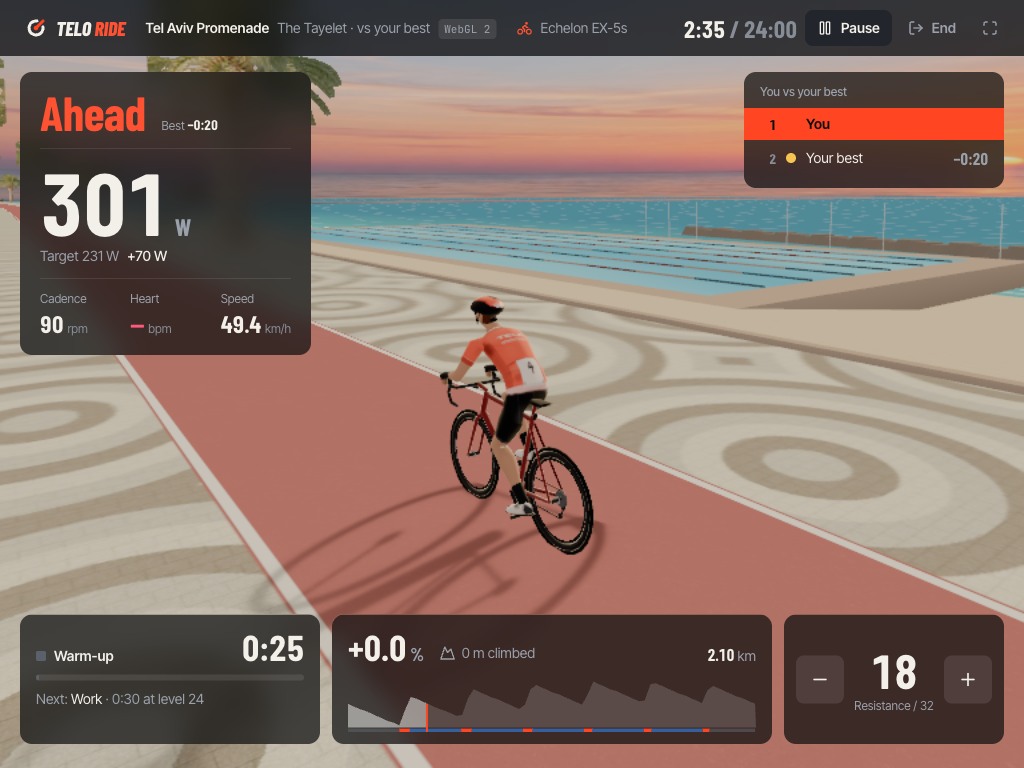 TELO RIDE Tel Aviv Promenade The Tayelet · vs your best WebGL 2 Echelon EX-5s 2:35 / 24:00 Pause End
Ahead Best −0:20
301 W
Target 231 W +70 W
Cadence Heart Speed
90 rpm – bpm 49.4 km/h
You vs your best
1 You
2 Your best −0:20
4
Warm-up 0:25
Next: Work · 0:30 at level 24
+0.0 % 0 m climbed 2.10 km
− 18 +
Resistance / 32